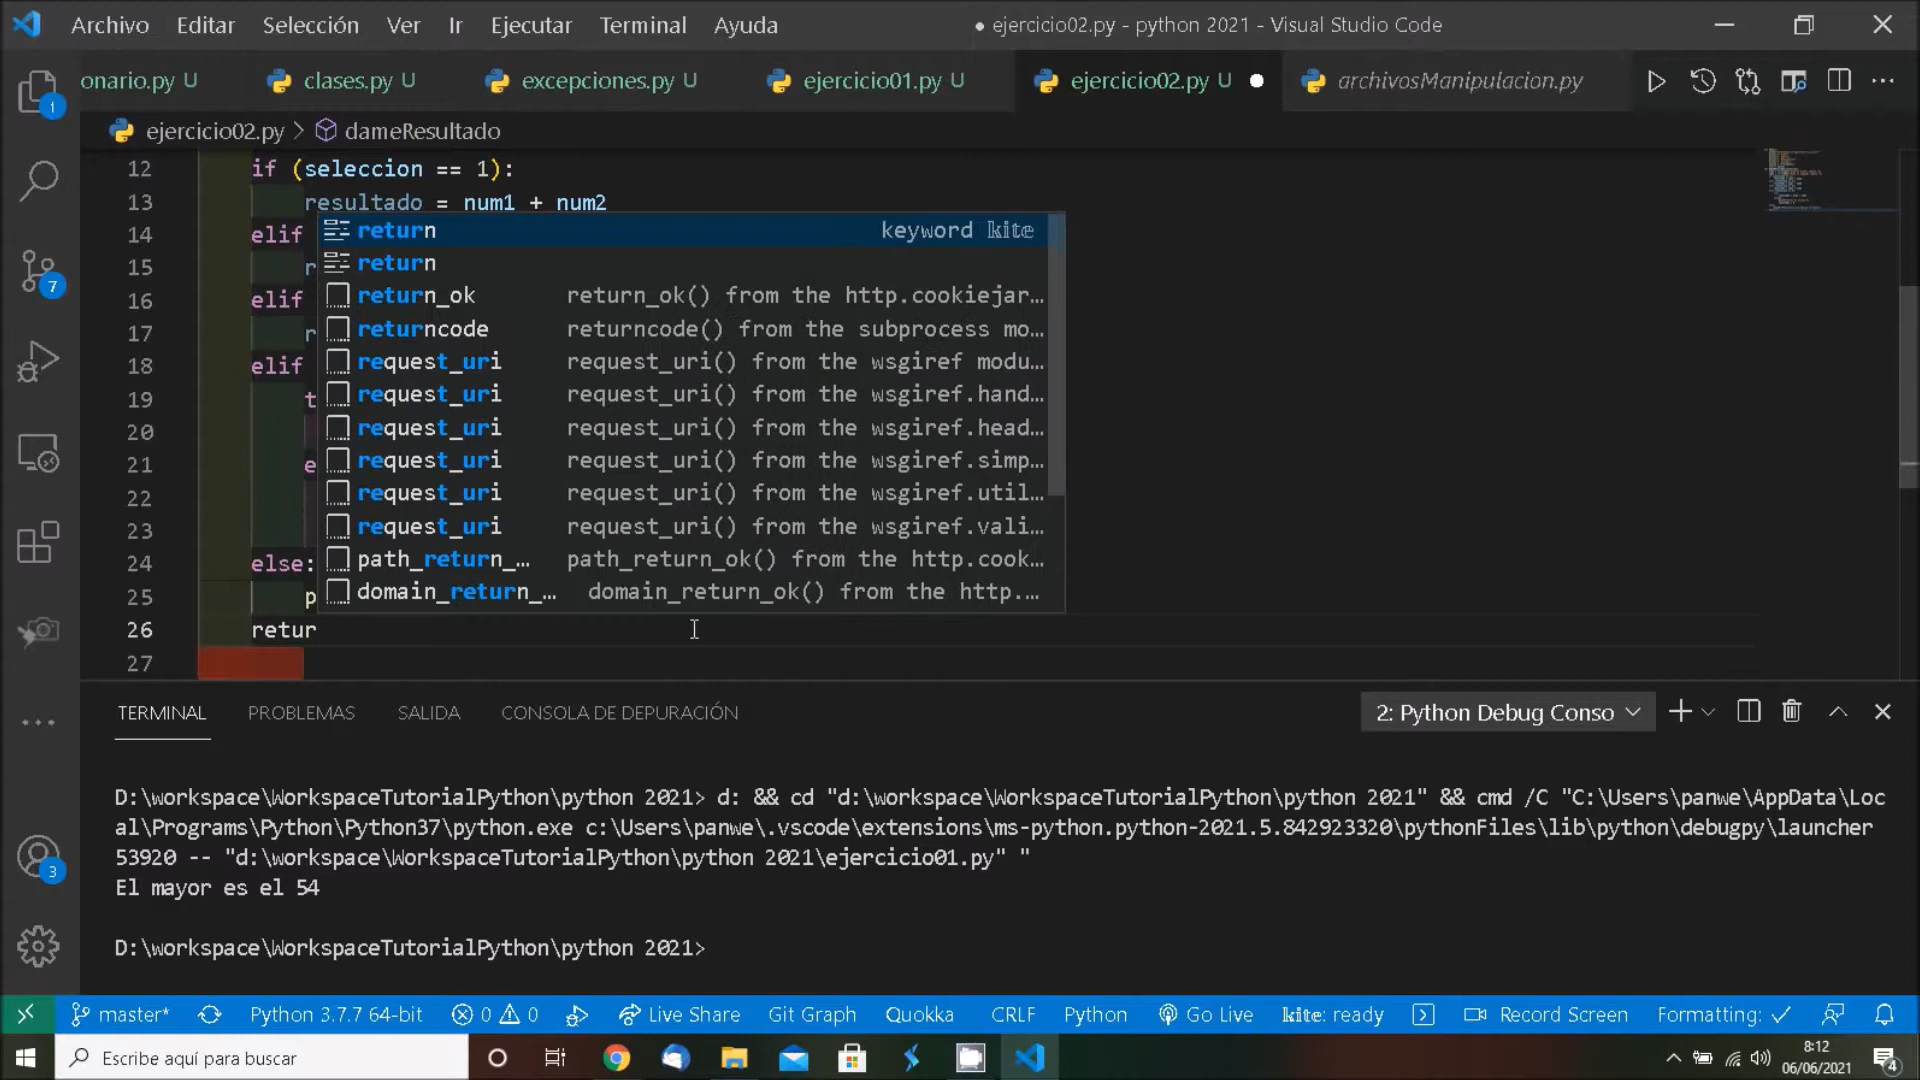 Archivo Editar Selección Ver Ir Ejecutar Terminal Ayuda ● ejercicio02.py - python 2021 - Visual Studio Code
onario.py U clases.py U excepciones.py U ejercicio01.py U ejercicio02.py U archivosManipulacion.py
ejercicio02.py > dameResultado
12 if (seleccion == 1):
13 resultado = num1 + num2
14 elif
15 r
16 elif
17 r
18 elif
19 t
20
21 e
22
23
24 else:
25 p
26 retur
27
return keyword kite
return
return_ok return_ok() from the http.cookiejar...
returncode returncode() from the subprocess mo...
request_uri request_uri() from the wsgiref modu...
request_uri request_uri() from the wsgiref.hand...
request_uri request_uri() from the wsgiref.head...
request_uri request_uri() from the wsgiref.simp...
request_uri request_uri() from the wsgiref.util...
request_uri request_uri() from the wsgiref.vali...
path_return_... path_return_ok() from the http.cook...
domain_return_... domain_return_ok() from the http....
TERMINAL PROBLEMAS SALIDA CONSOLA DE DEPURACIÓN 2: Python Debug Conso
D:\workspace\WorkspaceTutorialPython\python 2021> d: && cd "d:\workspace\WorkspaceTutorialPython\python 2021" && cmd /C "C:\Users\panwe\AppData\Loc
al\Programs\Python\Python37\python.exe c:\Users\panwe\.vscode\extensions\ms-python.python-2021.5.842923320\pythonFiles\lib\python\debugpy\launcher
53920 -- "d:\workspace\WorkspaceTutorialPython\python 2021\ejercicio01.py" "
El mayor es el 54
D:\workspace\WorkspaceTutorialPython\python 2021>
1
7
3
master* Python 3.7.7 64-bit 0 0 Live Share Git Graph Quokka CRLF Python Go Live kite: ready Record Screen Formatting: ✓
Escribe aquí para buscar
8:12
06/06/2021
4